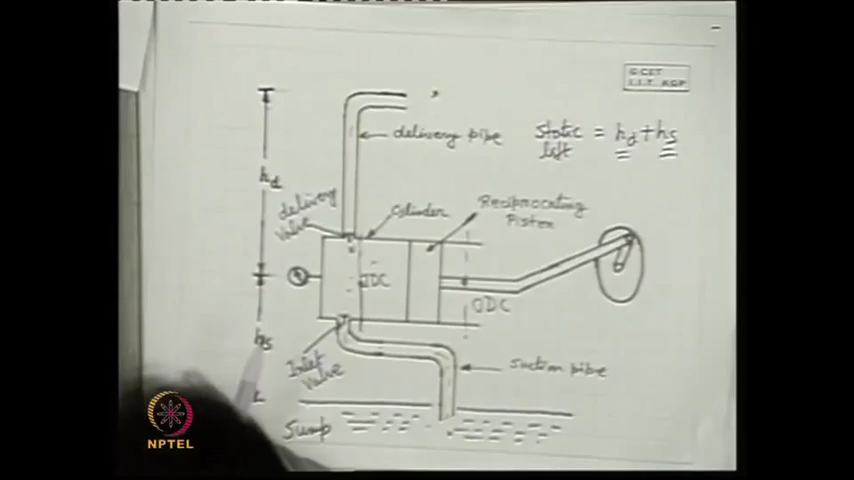 G CET
I.I.T. KGP
delivery pipe
static = hd + hs
lift
hd
delivery
valve
Cylinder
Reciprocating
Piston
IDC
ODC
hs
Inlet
valve
suction pipe
Sump
NPTEL